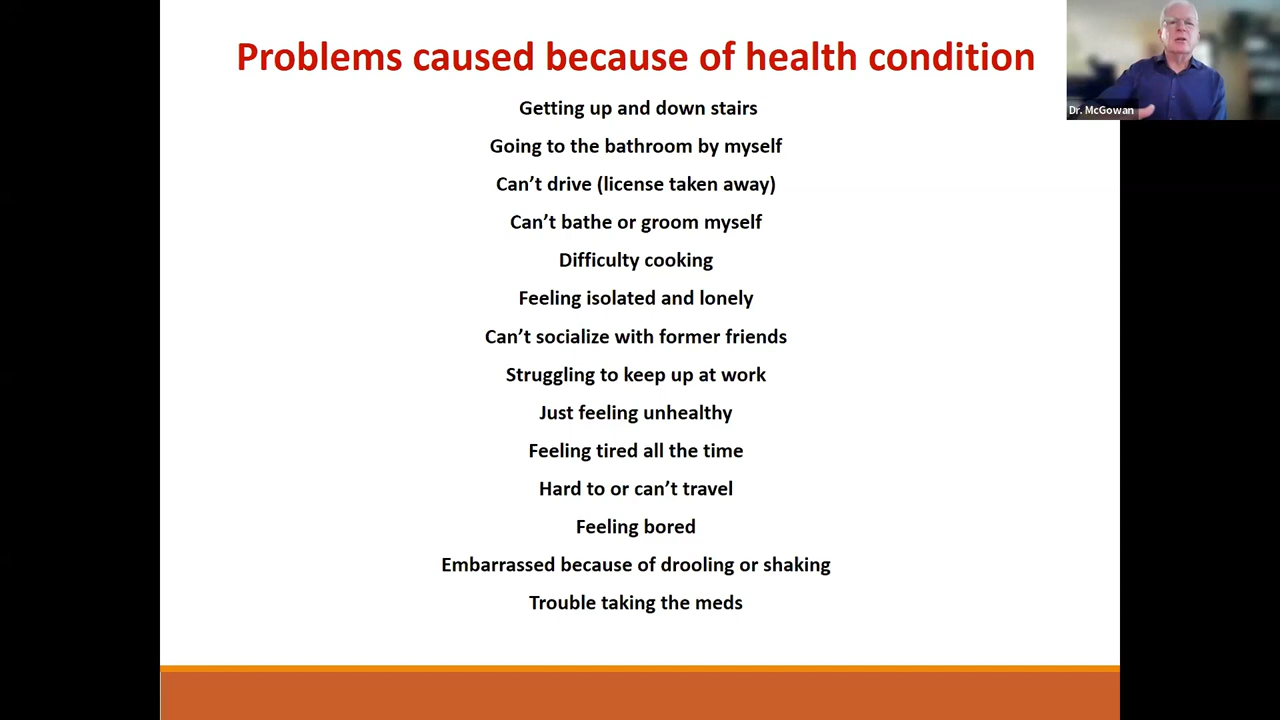 Problems caused because of health condition
Getting up and down stairs
Going to the bathroom by myself
Can’t drive (license taken away)
Can’t bathe or groom myself
Difficulty cooking
Feeling isolated and lonely
Can’t socialize with former friends
Struggling to keep up at work
Just feeling unhealthy
Feeling tired all the time
Hard to or can’t travel
Feeling bored
Embarrassed because of drooling or shaking
Trouble taking the meds
Dr. McGowan